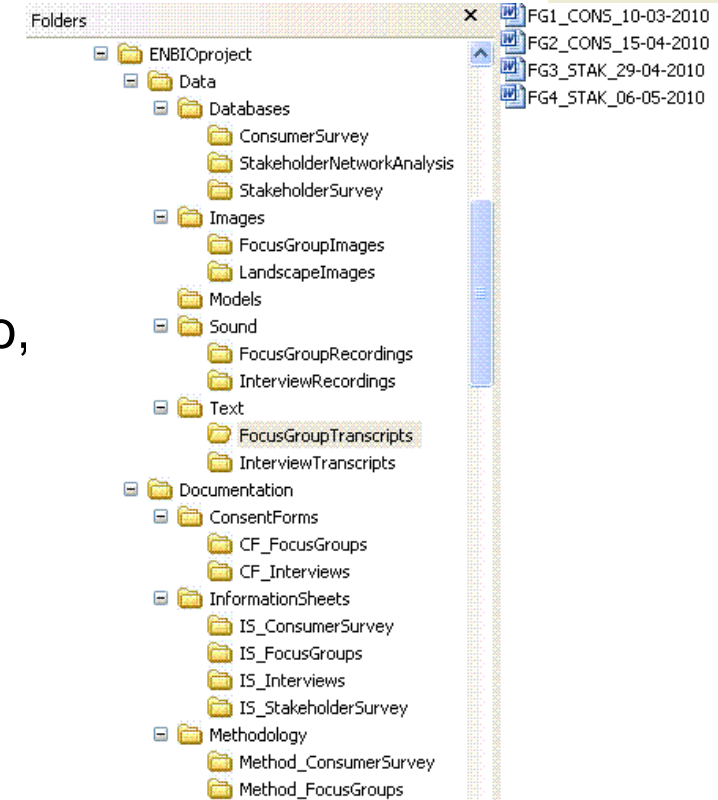 Folders
ENBIOproject
Data
Databases
ConsumerSurvey
StakeholderNetworkAnalysis
StakeholderSurvey
Images
FocusGroupImages
LandscapeImages
Models
Sound
FocusGroupRecordings
InterviewRecordings
Text
FocusGroupTranscripts
InterviewTranscripts
Documentation
ConsentForms
CF_FocusGroups
CF_Interviews
InformationSheets
IS_ConsumerSurvey
IS_FocusGroups
IS_Interviews
IS_StakeholderSurvey
Methodology
Method_ConsumerSurvey
Method_FocusGroups
FG1_CONS_10-03-2010
FG2_CONS_15-04-2010
FG3_STAK_29-04-2010
FG4_STAK_06-05-2010